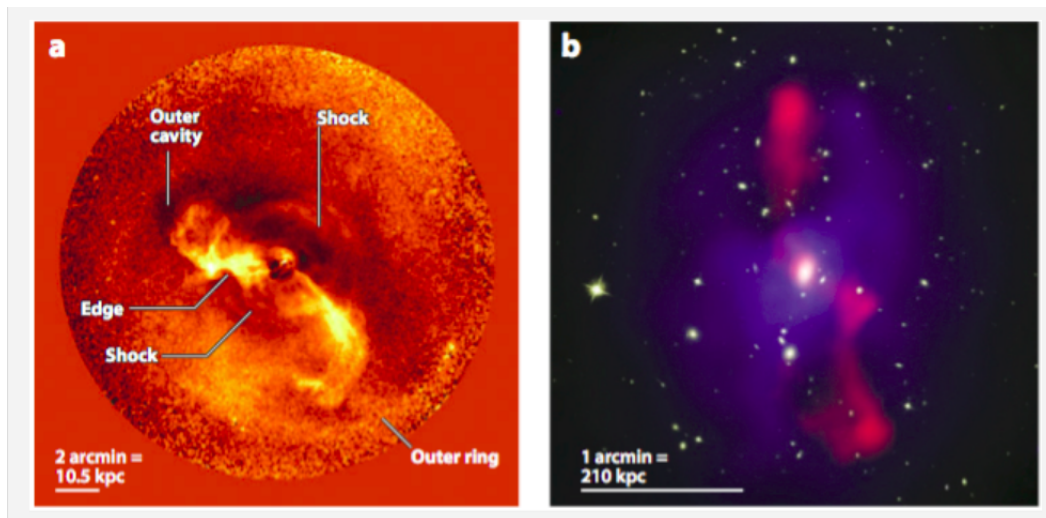 a
Outer
cavity
Shock
Edge
Shock
Outer ring
2 arcmin =
10.5 kpc
b
1 arcmin =
210 kpc